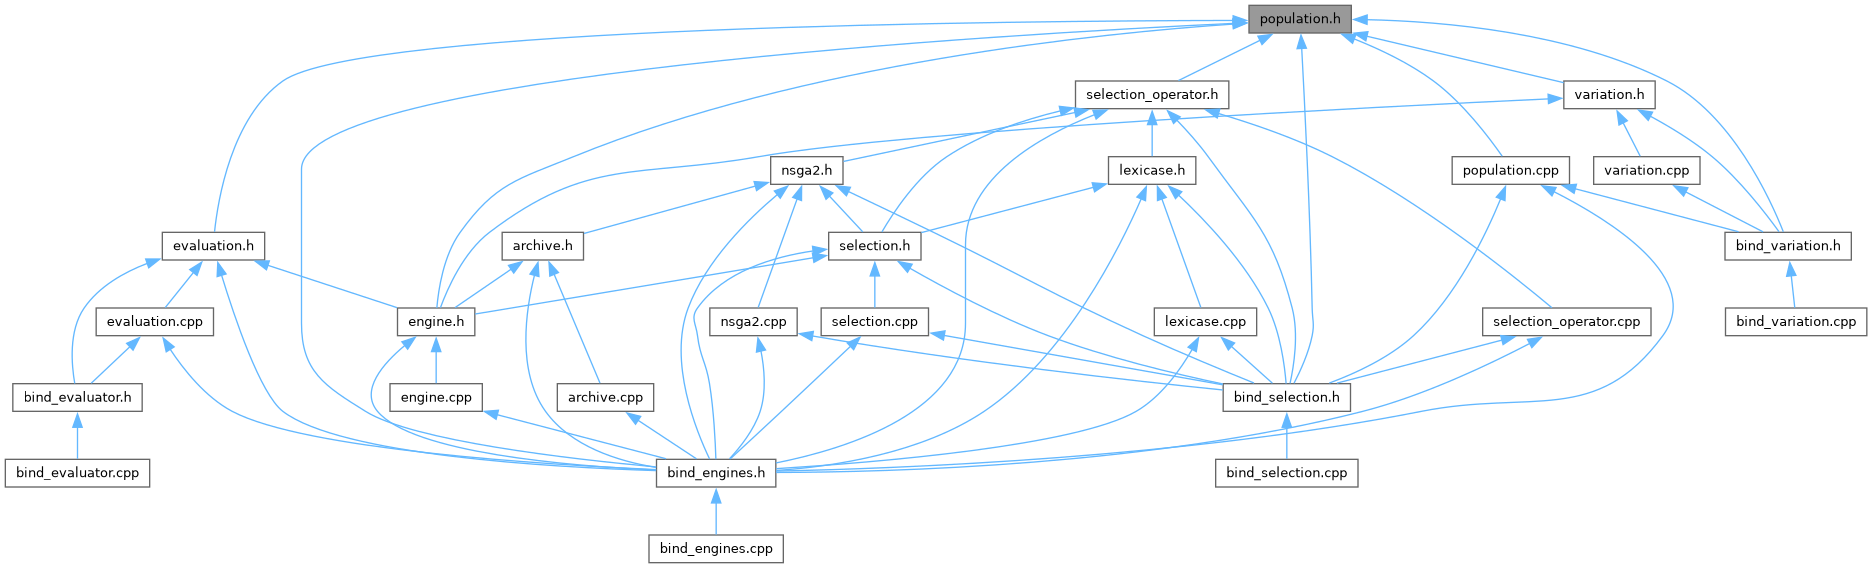 population.h
selection_operator.h
variation.h
nsga2.h
lexicase.h
population.cpp
variation.cpp
evaluation.h
archive.h
selection.h
bind_variation.h
evaluation.cpp
engine.h
nsga2.cpp
selection.cpp
lexicase.cpp
selection_operator.cpp
bind_variation.cpp
bind_evaluator.h
engine.cpp
archive.cpp
bind_selection.h
bind_evaluator.cpp
bind_engines.h
bind_selection.cpp
bind_engines.cpp